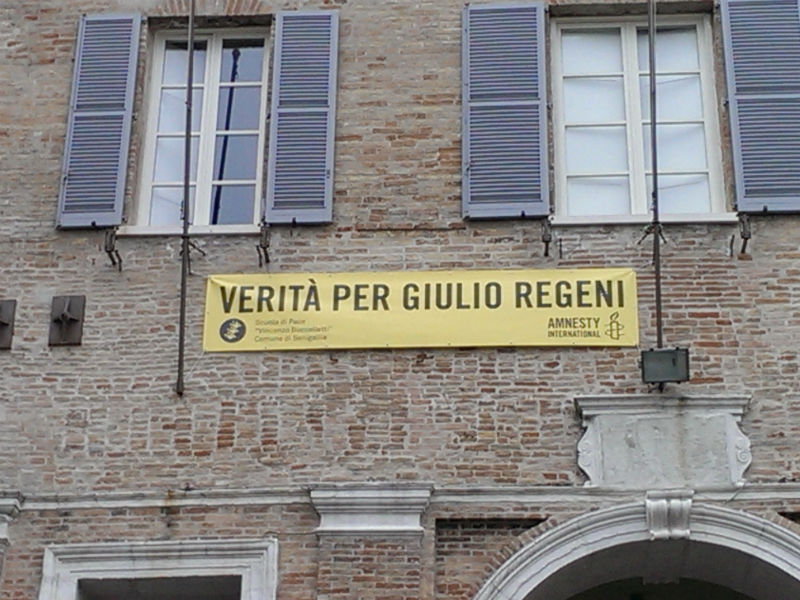 VERITÀ PER GIULIO REGENI
Scuola di Pace
"Vincenzo Buccelletti"
Comune di Senigallia
AMNESTY
INTERNATIONAL